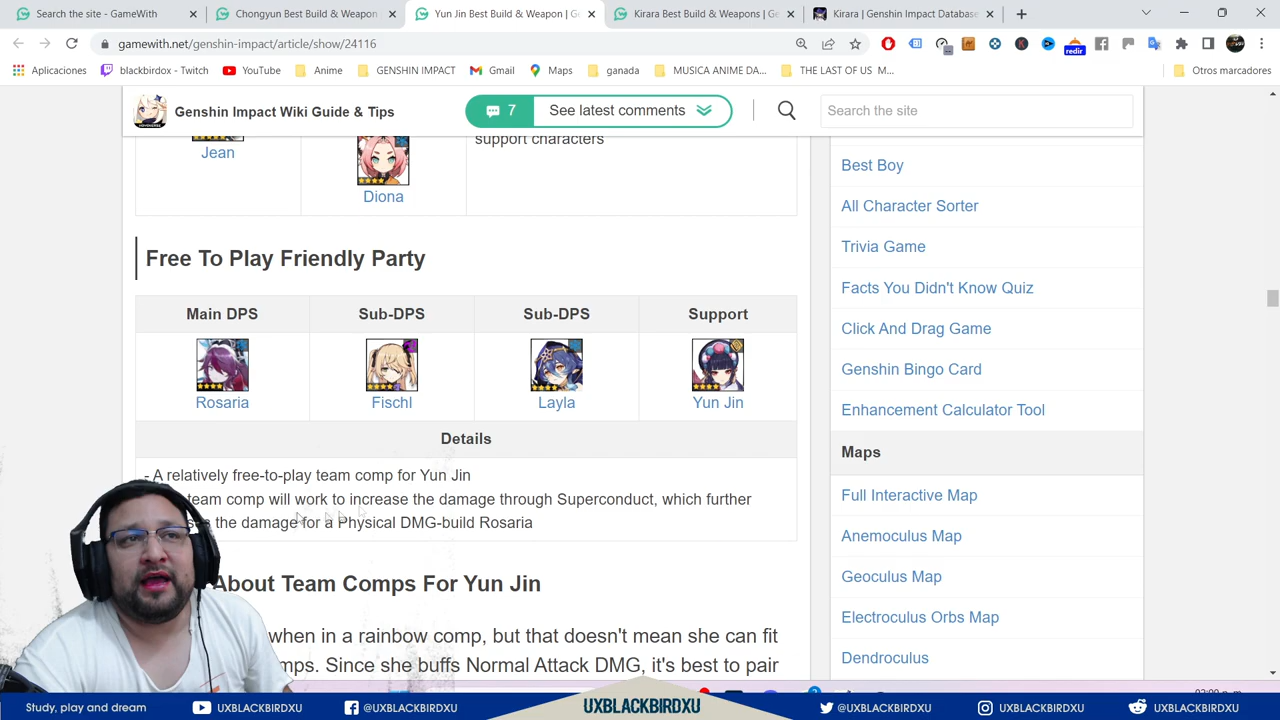 Search the site - GameWith
Chongyun Best Build & Weapon
Yun Jin Best Build & Weapon | G
Kirara Best Build & Weapons | Ge
Kirara | Genshin Impact Database
gamewith.net/genshin-impact/article/show/24116
redir
Aplicaciones
blackbirdox - Twitch
YouTube
Anime
GENSHIN IMPACT
Gmail
Maps
ganada
MUSICA ANIME DA...
THE LAST OF US M...
Otros marcadores
Genshin Impact Wiki Guide & Tips
7
See latest comments
Search the site
Jean
Diona
support characters
Free To Play Friendly Party
Main DPS Sub-DPS Sub-DPS Support
Rosaria Fischl Layla Yun Jin
Details
- A relatively free-to-play team comp for Yun Jin
team comp will work to increase the damage through Superconduct, which further
the damage for a Physical DMG-build Rosaria
About Team Comps For Yun Jin
when in a rainbow comp, but that doesn't mean she can fit
mps. Since she buffs Normal Attack DMG, it's best to pair
Best Boy
All Character Sorter
Trivia Game
Facts You Didn't Know Quiz
Click And Drag Game
Genshin Bingo Card
Enhancement Calculator Tool
Maps
Full Interactive Map
Anemoculus Map
Geoculus Map
Electroculus Orbs Map
Dendroculus
Study, play and dream
UXBLACKBIRDXU
@UXBLACKBIRDXU
UXBLACKBIRDXU
@UXBLACKBIRDXU
UXBLACKBIRDXU
UXBLACKBIRDXU